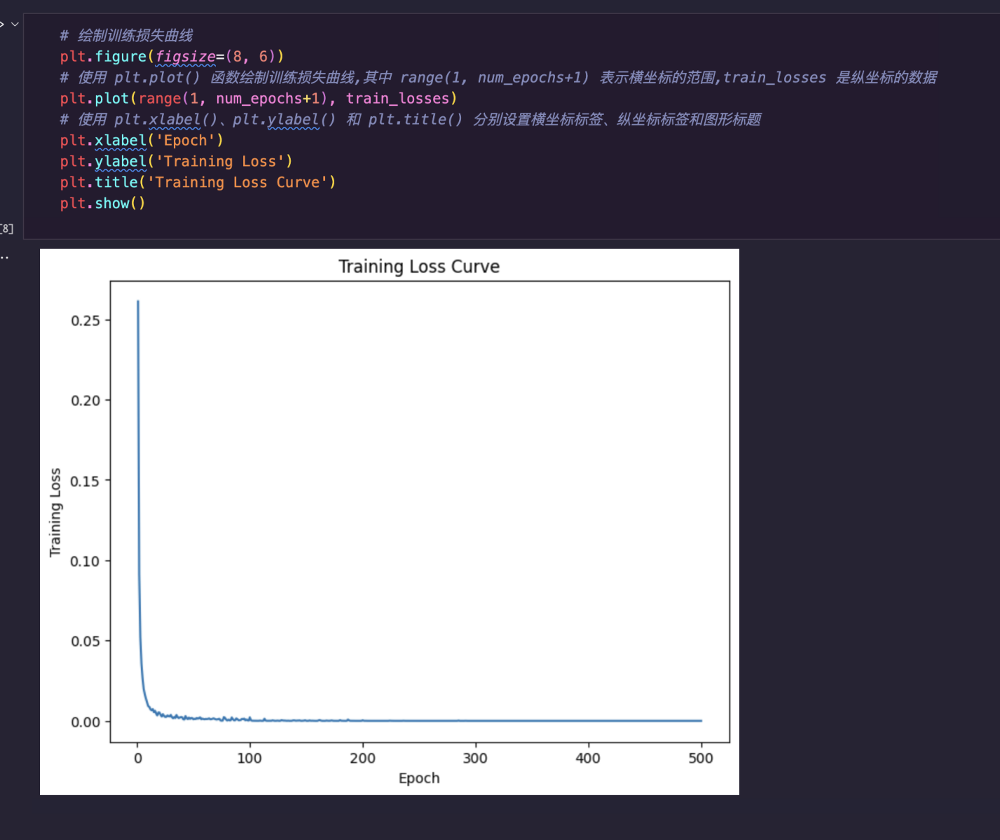 # 绘制训练损失曲线
plt.figure(figsize=(8, 6))
# 使用 plt.plot() 函数绘制训练损失曲线,其中 range(1, num_epochs+1) 表示横坐标的范围,train_losses 是纵坐标的数据
plt.plot(range(1, num_epochs+1), train_losses)
# 使用 plt.xlabel()、plt.ylabel() 和 plt.title() 分别设置横坐标标签、纵坐标标签和图形标题
plt.xlabel('Epoch')
plt.ylabel('Training Loss')
plt.title('Training Loss Curve')
plt.show()
[8]
Training Loss Curve
0.25
0.20
0.15
0.10
0.05
0.00
Training Loss
0 100 200 300 400 500
Epoch